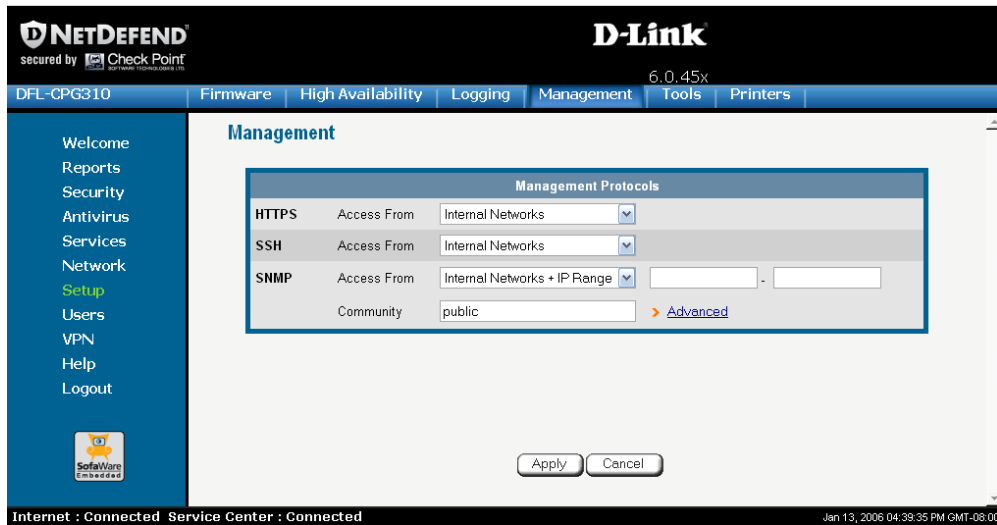 NETDEFEND
secured by Check Point
SOFTWARE TECHNOLOGIES LTD.
D-Link
6.0.45x
DFL-CPG310 Firmware High Availability Logging Management Tools Printers
Welcome
Reports
Security
Antivirus
Services
Network
Setup
Users
VPN
Help
Logout
SofaWare
Embedded
Management
Management Protocols
HTTPS Access From Internal Networks
SSH Access From Internal Networks
SNMP Access From Internal Networks + IP Range -
Community public Advanced
Apply Cancel
Internet : Connected Service Center : Connected Jan 13, 2006 04:39:35 PM GMT-08:00